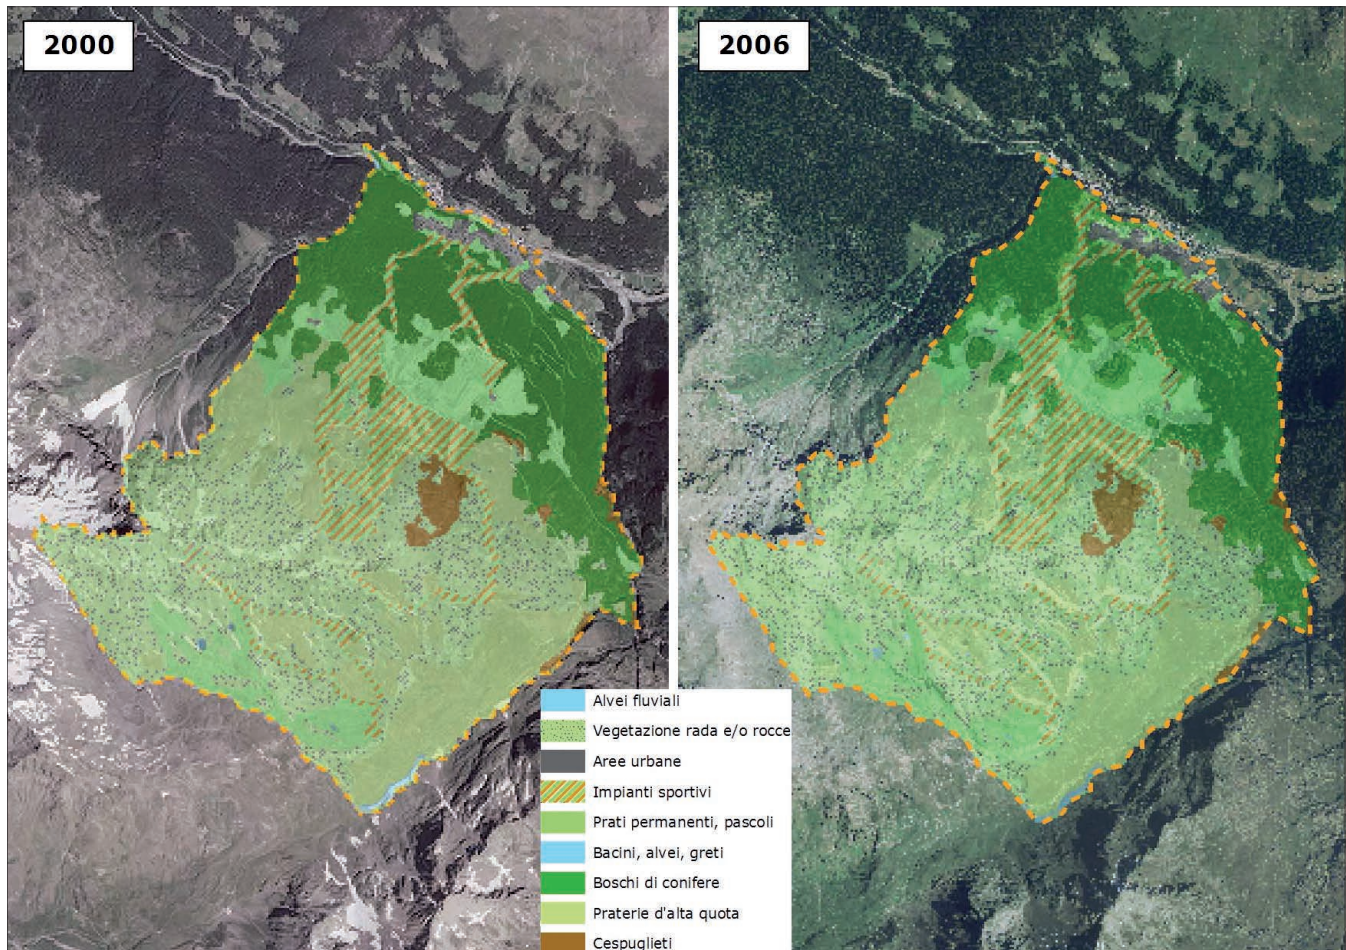 2000
2006
Alvei fluviali
Vegetazione rada e/o rocce
Aree urbane
Impianti sportivi
Prati permanenti, pascoli
Bacini, alvei, greti
Boschi di conifere
Praterie d'alta quota
Cespuglieti